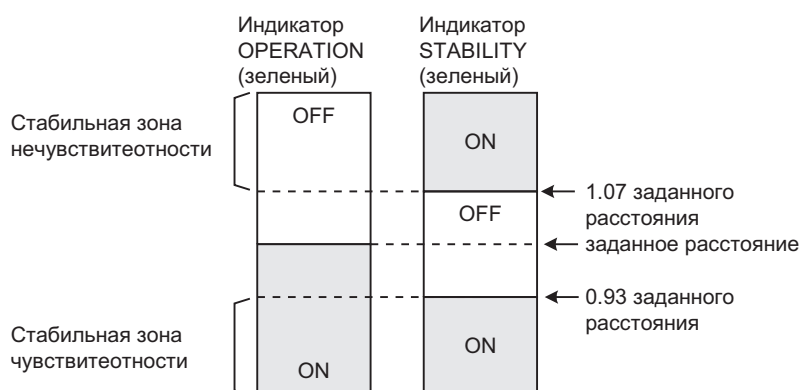 Индикатор
OPERATION
(зеленый)
Индикатор
STABILITY
(зеленый)
Стабильная зона
нечувствитеотности
OFF
ON
1.07 заданного
расстояния
OFF
заданное расстояние
0.93 заданного
расстояния
Стабильная зона
чувствитеотности
ON
ON